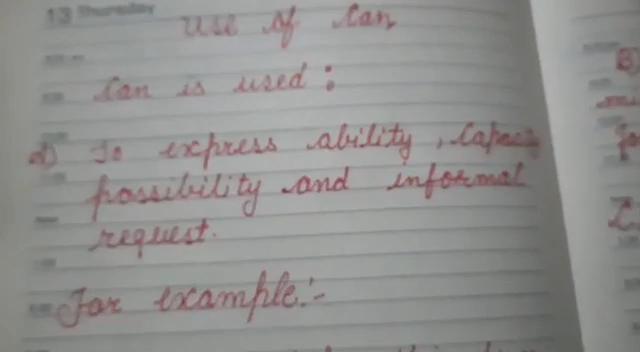 13 Thursday
Use of Can
Can is used :
a) To express ability, Capacity
possibility and informal
request.
For example:-